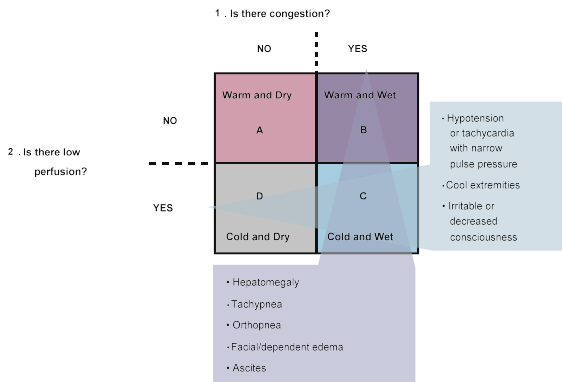 1 . Is there congestion?
NO
YES
Warm and Dry
Warm and Wet
A
B
NO
2 . Is there low
perfusion?
YES
D
C
Cold and Dry
Cold and Wet
· Hypotension
or tachycardia
with narrow
pulse pressure
· Cool extremities
• Irritable or
decreased
consciousness
• Hepatomegaly
· Tachypnea
• Orthopnea
· Facial/dependent edema
• Ascites